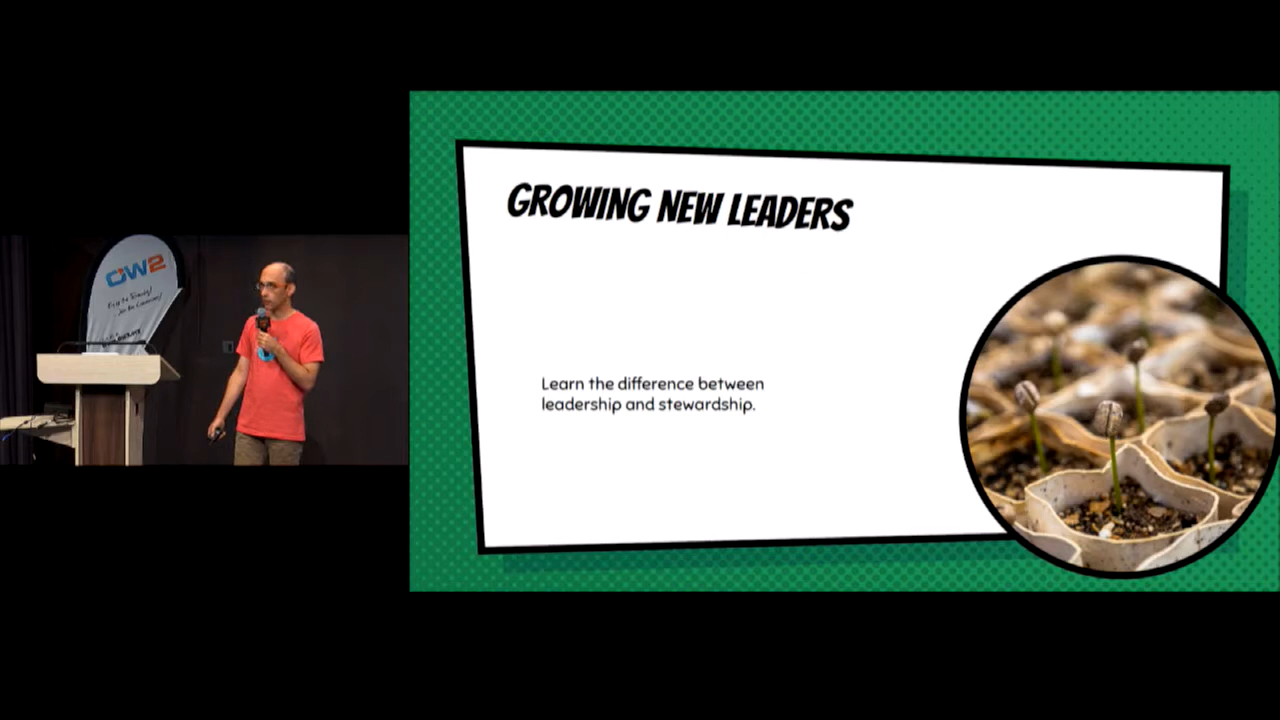 OW2
GROWING NEW LEADERS
Learn the difference between
leadership and stewardship.